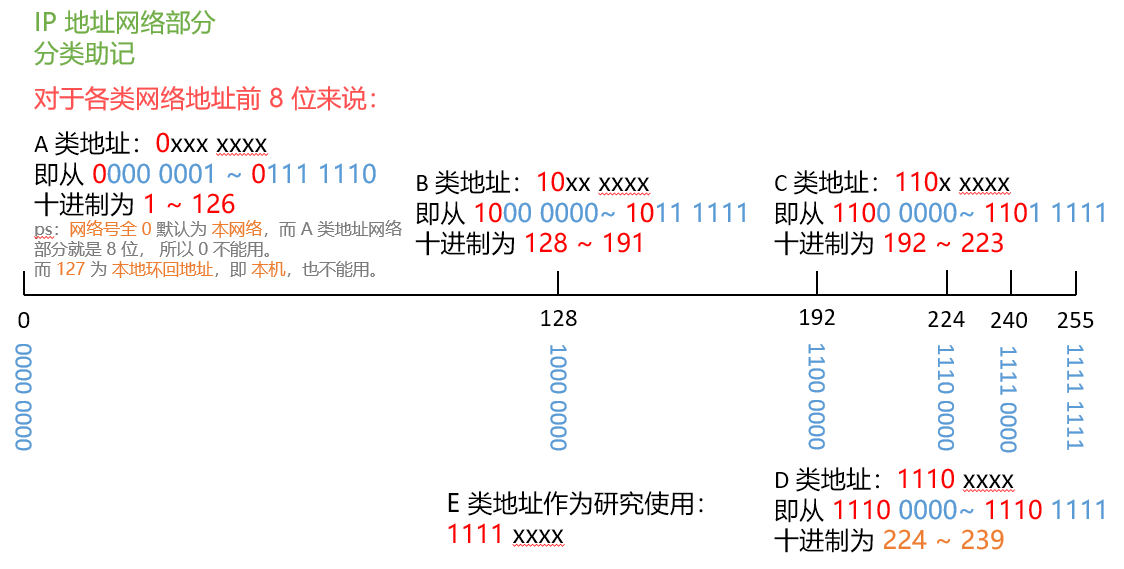 IP 地址网络部分
分类助记
对于各类网络地址前 8 位来说：
A 类地址：0xxx xxxx
即从 0000 0001 ~ 0111 1110
十进制为 1 ~ 126
ps：网络号全 0 默认为 本网络，而 A 类地址网络
部分就是 8 位， 所以 0 不能用。
而 127 为 本地环回地址，即 本机，也不能用。
B 类地址：10xx xxxx
即从 1000 0000~ 1011 1111
十进制为 128 ~ 191
C 类地址：110x xxxx
即从 1100 0000~ 1101 1111
十进制为 192 ~ 223
0
128
192
224
240
255
0000 0000
1000 0000
1100 0000
1110 0000
1111 0000
1111 1111
E 类地址作为研究使用：
1111 xxxx
D 类地址：1110 xxxx
即从 1110 0000~ 1110 1111
十进制为 224 ~ 239